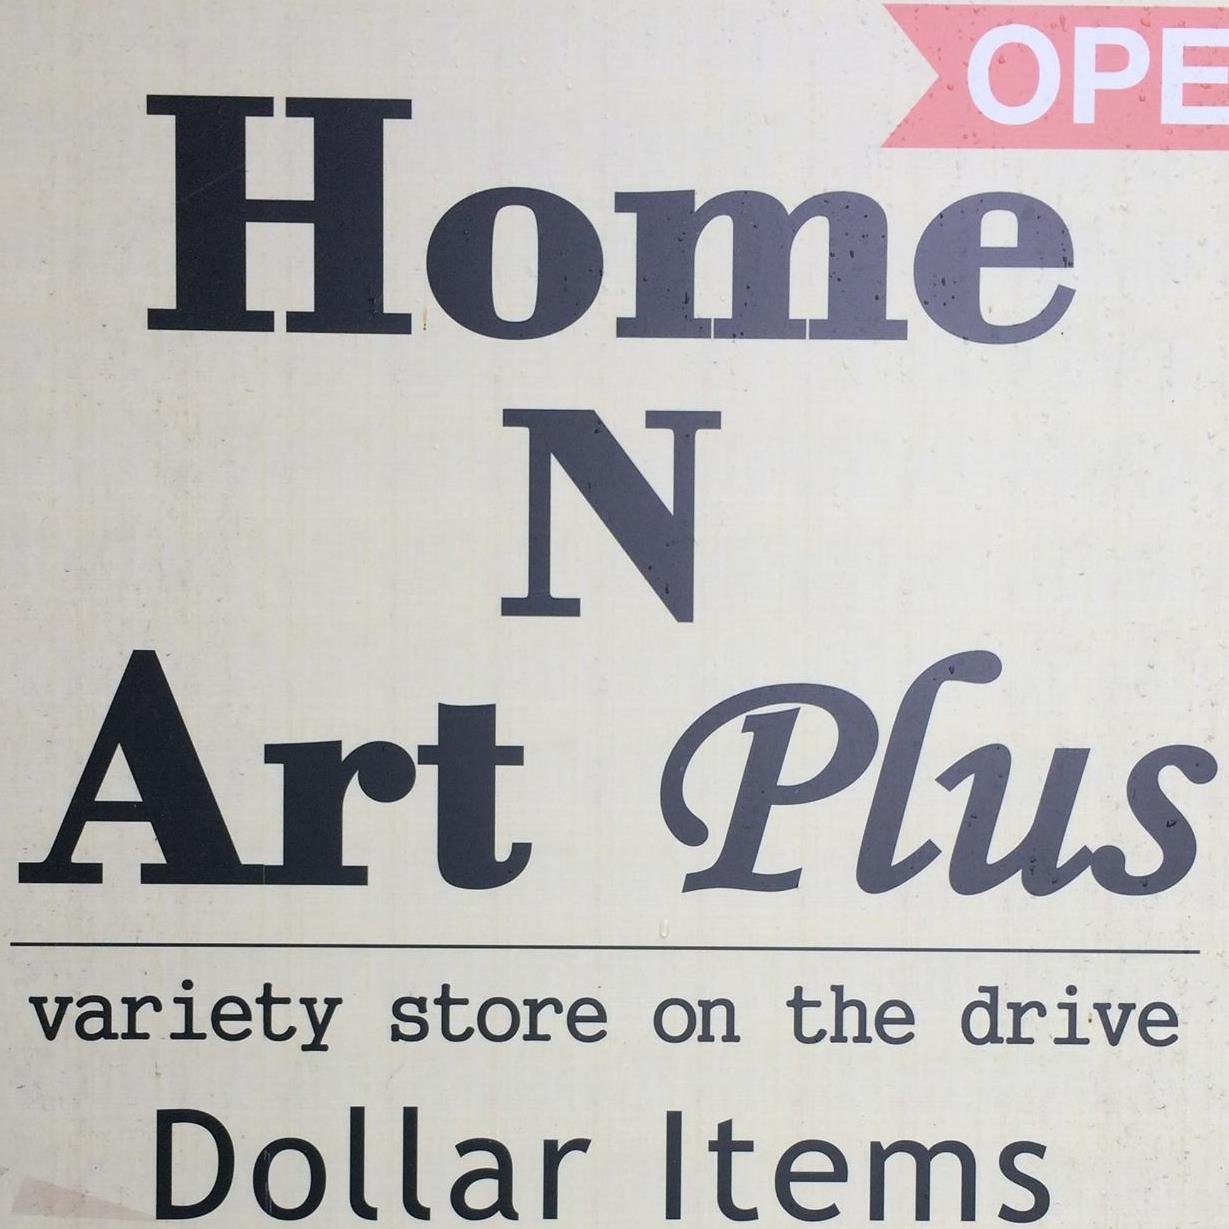 OPE
Home
N
Art Plus
variety store on the drive
Dollar Items